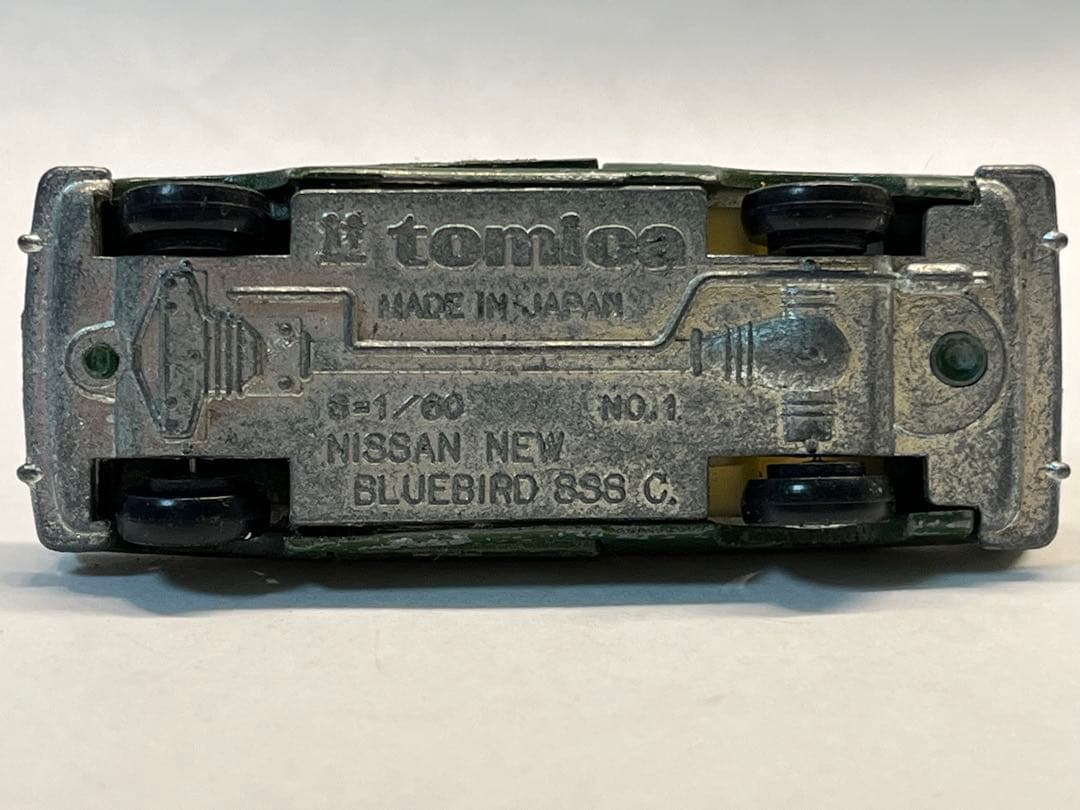 tomica
MADE IN JAPAN
S=1/60 NO.1
NISSAN NEW
BLUEBIRD SSS C.